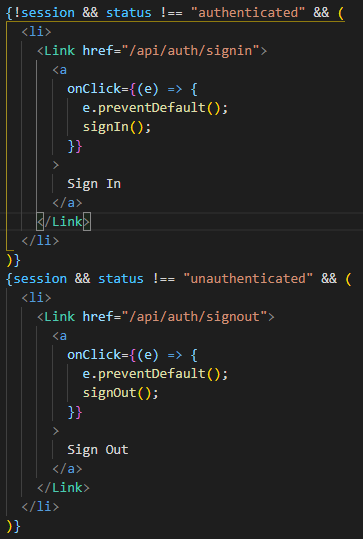 {!session && status !== "authenticated" && (
<li>
<Link href="/api/auth/signin">
<a
onClick={(e) => {
e.preventDefault();
signIn();
}}
>
Sign In
</a>
</Link>
</li>
)}
{session && status !== "unauthenticated" && (
<li>
<Link href="/api/auth/signout">
<a
onClick={(e) => {
e.preventDefault();
signOut();
}}
>
Sign Out
</a>
</Link>
</li>
)}